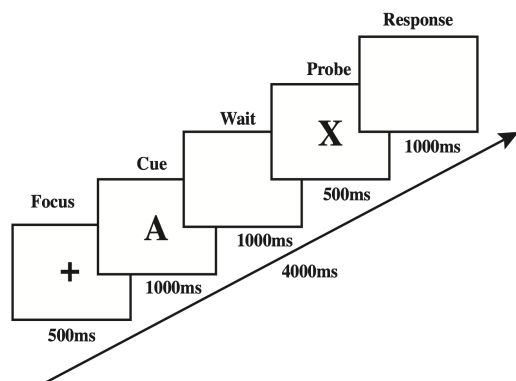 Response
Probe
Wait
X
1000ms
Cue
500ms
Focus
A
1000ms
+
4000ms
1000ms
500ms